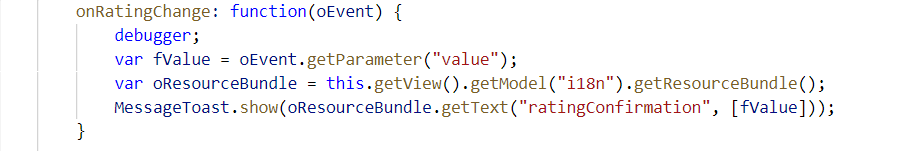 onRatingChange: function(oEvent) {
debugger;
var fValue = oEvent.getParameter("value");
var oResourceBundle = this.getView().getModel("i18n").getResourceBundle();
MessageToast.show(oResourceBundle.getText("ratingConfirmation", [fValue]));
}